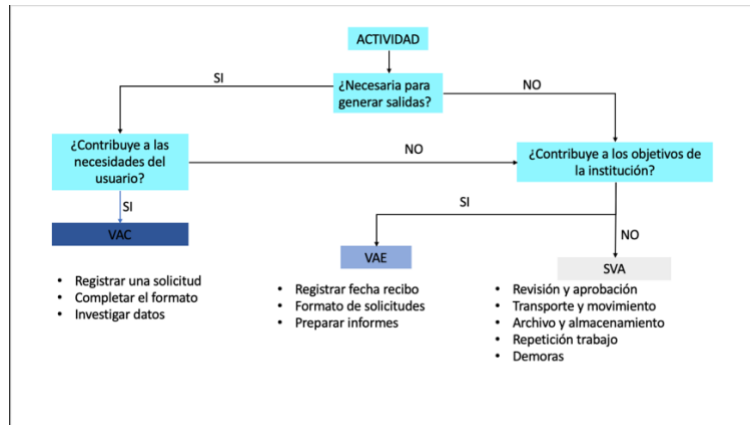 ACTIVIDAD
SI
¿Necesaria para
generar salidas?
NO
¿Contribuye a las
necesidades del
usuario?
NO
¿Contribuye a los objetivos de
la institución?
SI
VAC
SI
NO
VAE
SVA
• Registrar una solicitud
• Completar el formato
• Investigar datos
• Registrar fecha recibo
• Formato de solicitudes
• Preparar informes
• Revisión y aprobación
• Transporte y movimiento
• Archivo y almacenamiento
• Repetición trabajo
• Demoras